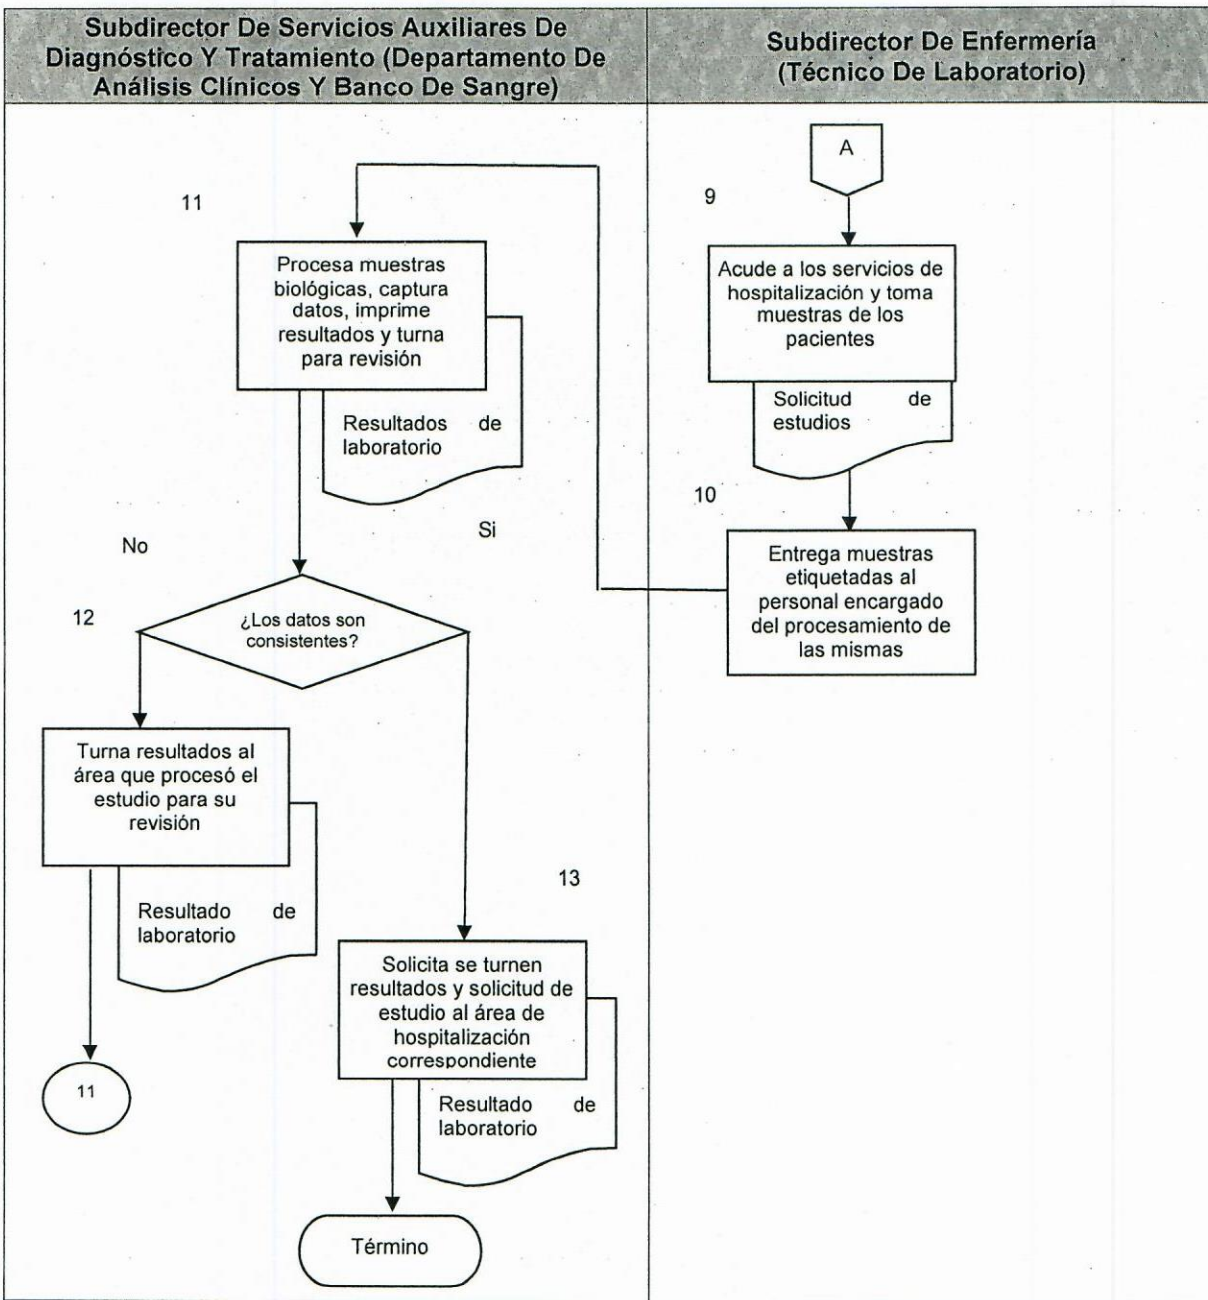 Subdirector De Servicios Auxiliares De
Diagnóstico Y Tratamiento (Departamento De
Análisis Clínicos Y Banco De Sangre)
Subdirector De Enfermería
(Técnico De Laboratorio)
A
9
Acude a los servicios de
hospitalización y toma
muestras de los
pacientes
Solicitud de
estudios
10
Entrega muestras
etiquetadas al
personal encargado
del procesamiento de
las mismas
11
Procesa muestras
biológicas, captura
datos, imprime
resultados y turna
para revisión
Resultados de
laboratorio
No
Si
12
¿Los datos son
consistentes?
Turna resultados al
área que procesó el
estudio para su
revisión
Resultado de
laboratorio
11
13
Solicita se turnen
resultados y solicitud de
estudio al área de
hospitalización
correspondiente
Resultado de
laboratorio
Término